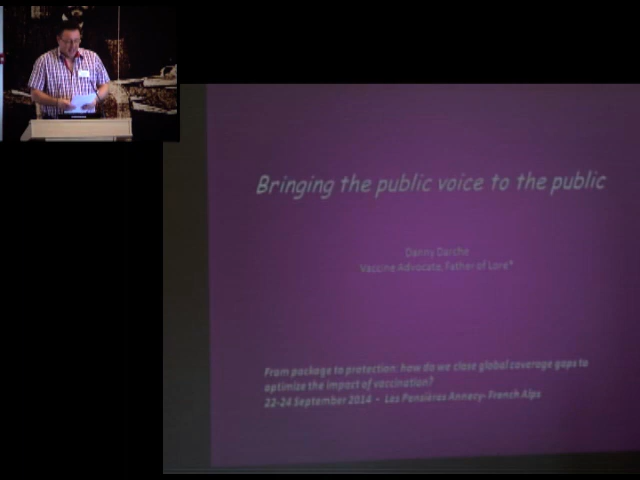 Bringing the public voice to the public
Danny Darche
Vaccine Advocate, Father of Lore*
From package to protection: how do we close global coverage gaps to
optimize the impact of vaccination?
22-24 September 2014 - Les Pensières Annecy- French Alps